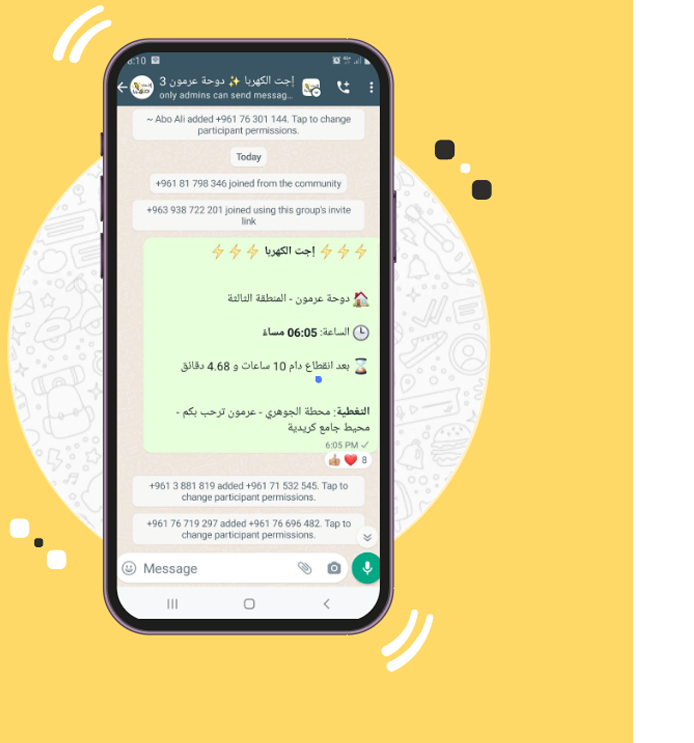 8:10
إجت الكهربا ✨ دوحة عرمون 3
only admins can send messag...
~ Abo Ali added +961 76 301 144. Tap to change
participant permissions.
Today
+961 81 798 346 joined from the community
+963 938 722 201 joined using this group's invite
link
⚡⚡⚡ إجت الكهربا ⚡⚡⚡
🏠 دوحة عرمون - المنطقة الثالثة
🕒 الساعة: 06:05 مساءً
⌛ بعد انقطاع دام 10 ساعات و 4.68 دقائق
التغطية: محطة الجوهري - عرمون ترحب بكم -
محيط جامع كريدية
6:05 PM ✓
👍🏼❤️ 8
+961 3 881 819 added +961 71 532 545. Tap to
change participant permissions.
+961 76 719 297 added +961 76 696 482. Tap to
change participant permissions.
Message